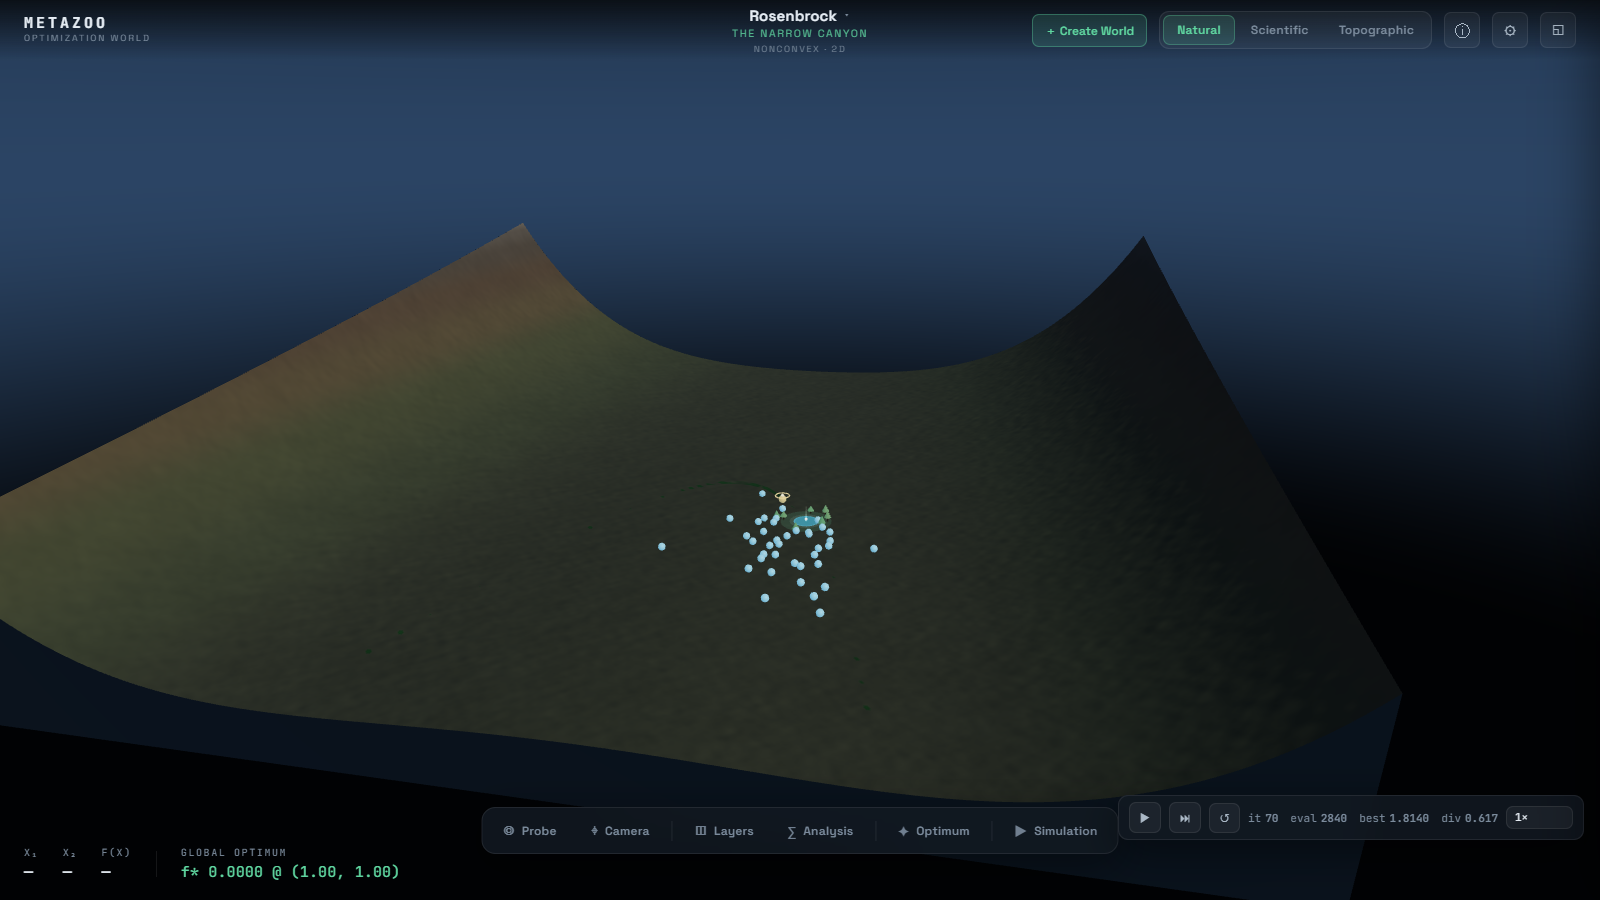 METAZOO
OPTIMIZATION WORLD
Rosenbrock
THE NARROW CANYON
NONCONVEX · 2D
+ Create World
Natural
Scientific
Topographic
Probe
Camera
Layers
Analysis
Optimum
Simulation
it 70
eval 2840
best 1.8140
div 0.617
1×
X₁ X₂ F(X)
— — —
GLOBAL OPTIMUM
f* 0.0000 @ (1.00, 1.00)